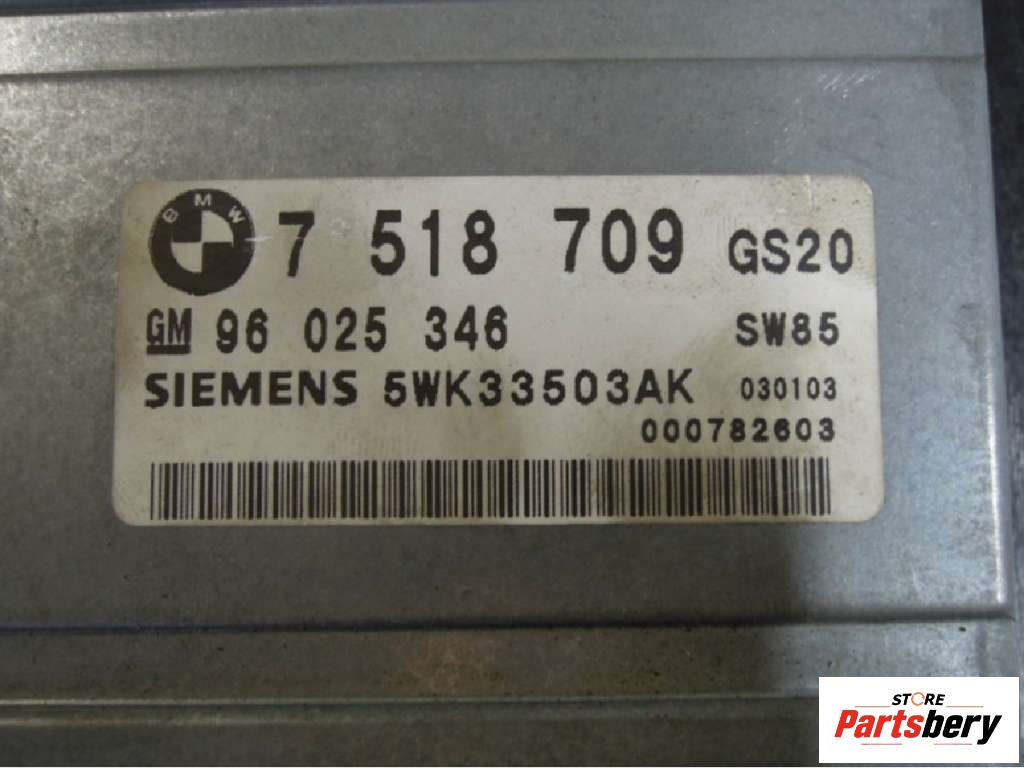 BMW 7 518 709 GS20
GM 96 025 346 SW85
SIEMENS 5WK33503AK 030103
000782603
STORE
Partsbery